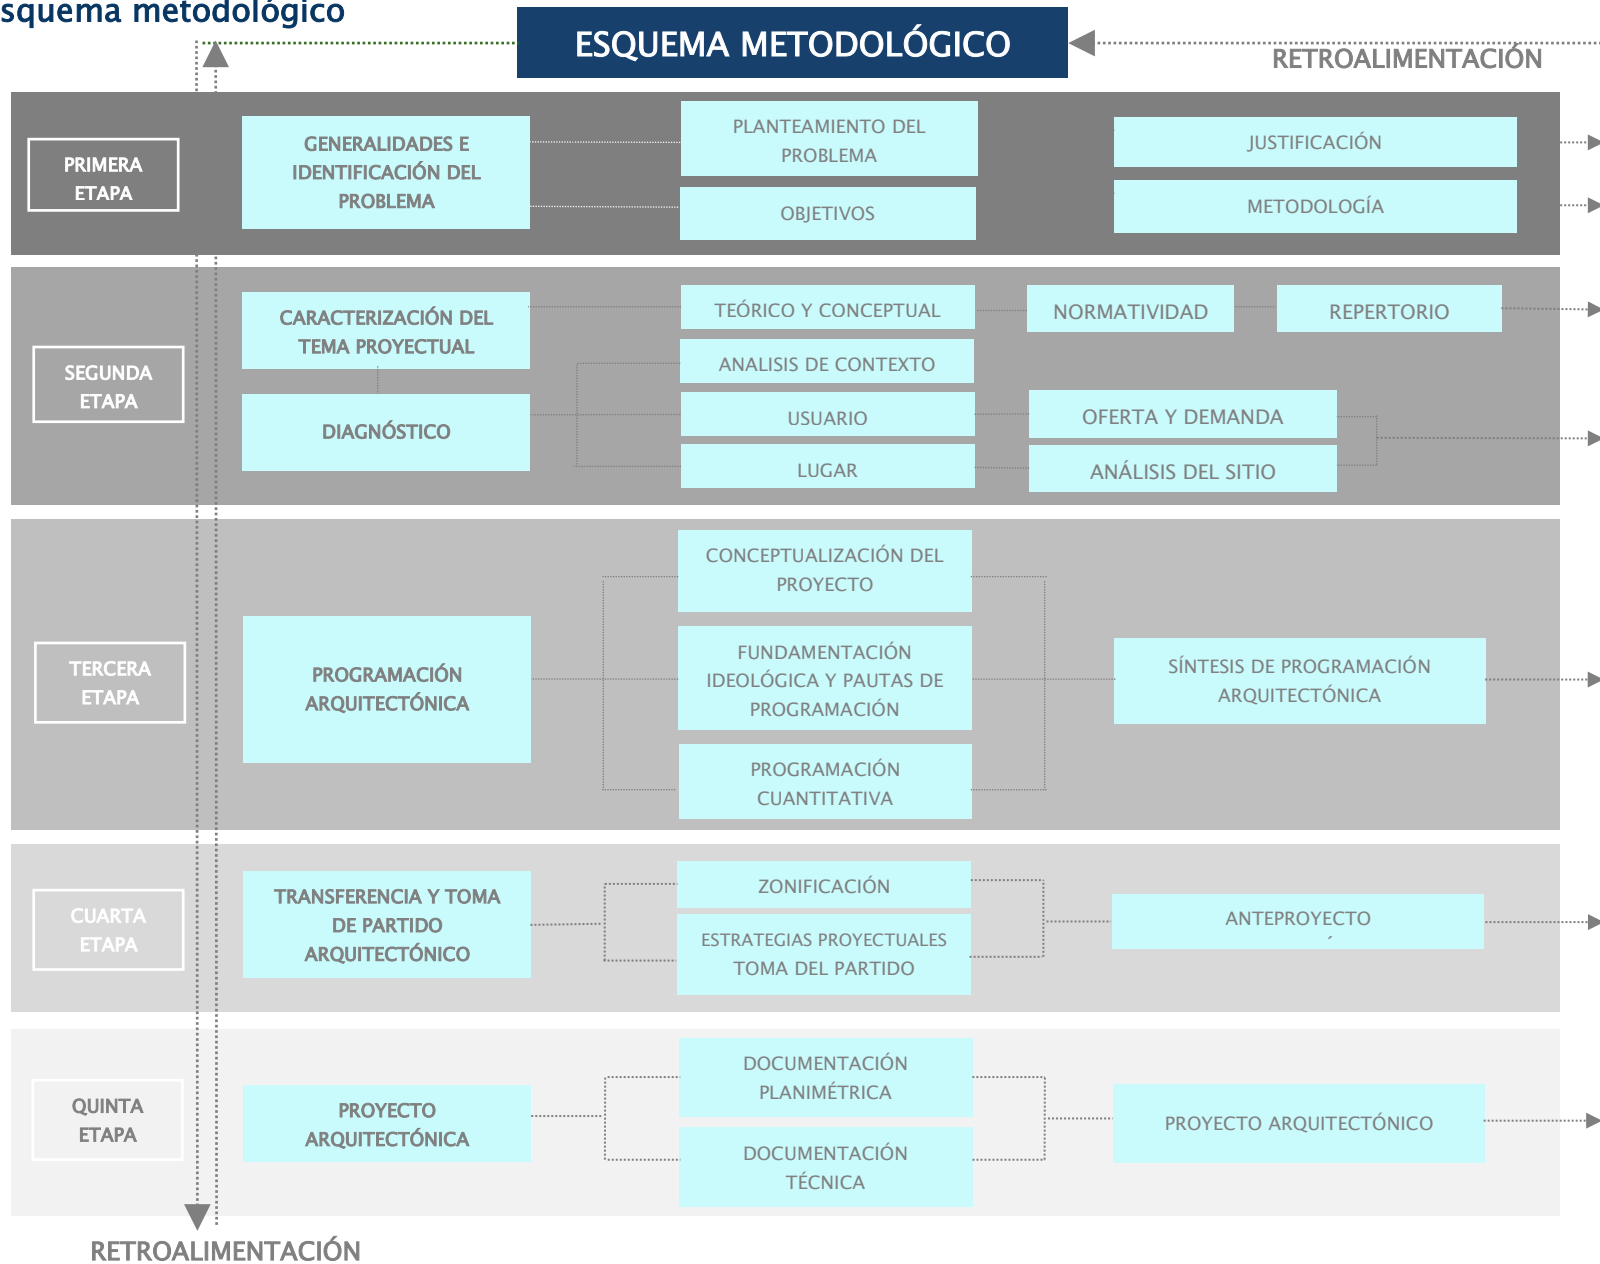 squema metodológico
ESQUEMA METODOLÓGICO
RETROALIMENTACIÓN
PRIMERA
ETAPA
GENERALIDADES E
IDENTIFICACIÓN DEL
PROBLEMA
PLANTEAMIENTO DEL
PROBLEMA
OBJETIVOS
JUSTIFICACIÓN
METODOLOGÍA
SEGUNDA
ETAPA
CARACTERIZACIÓN DEL
TEMA PROYECTUAL
DIAGNÓSTICO
TEÓRICO Y CONCEPTUAL
NORMATIVIDAD
REPERTORIO
ANALISIS DE CONTEXTO
USUARIO
OFERTA Y DEMANDA
LUGAR
ANÁLISIS DEL SITIO
TERCERA
ETAPA
PROGRAMACIÓN
ARQUITECTÓNICA
CONCEPTUALIZACIÓN DEL
PROYECTO
FUNDAMENTACIÓN
IDEOLÓGICA Y PAUTAS DE
PROGRAMACIÓN
PROGRAMACIÓN
CUANTITATIVA
SÍNTESIS DE PROGRAMACIÓN
ARQUITECTÓNICA
CUARTA
ETAPA
TRANSFERENCIA Y TOMA
DE PARTIDO
ARQUITECTÓNICO
ZONIFICACIÓN
ESTRATEGIAS PROYECTUALES
TOMA DEL PARTIDO
ANTEPROYECTO
QUINTA
ETAPA
PROYECTO
ARQUITECTÓNICA
DOCUMENTACIÓN
PLANIMÉTRICA
DOCUMENTACIÓN
TÉCNICA
PROYECTO ARQUITECTÓNICO
RETROALIMENTACIÓN